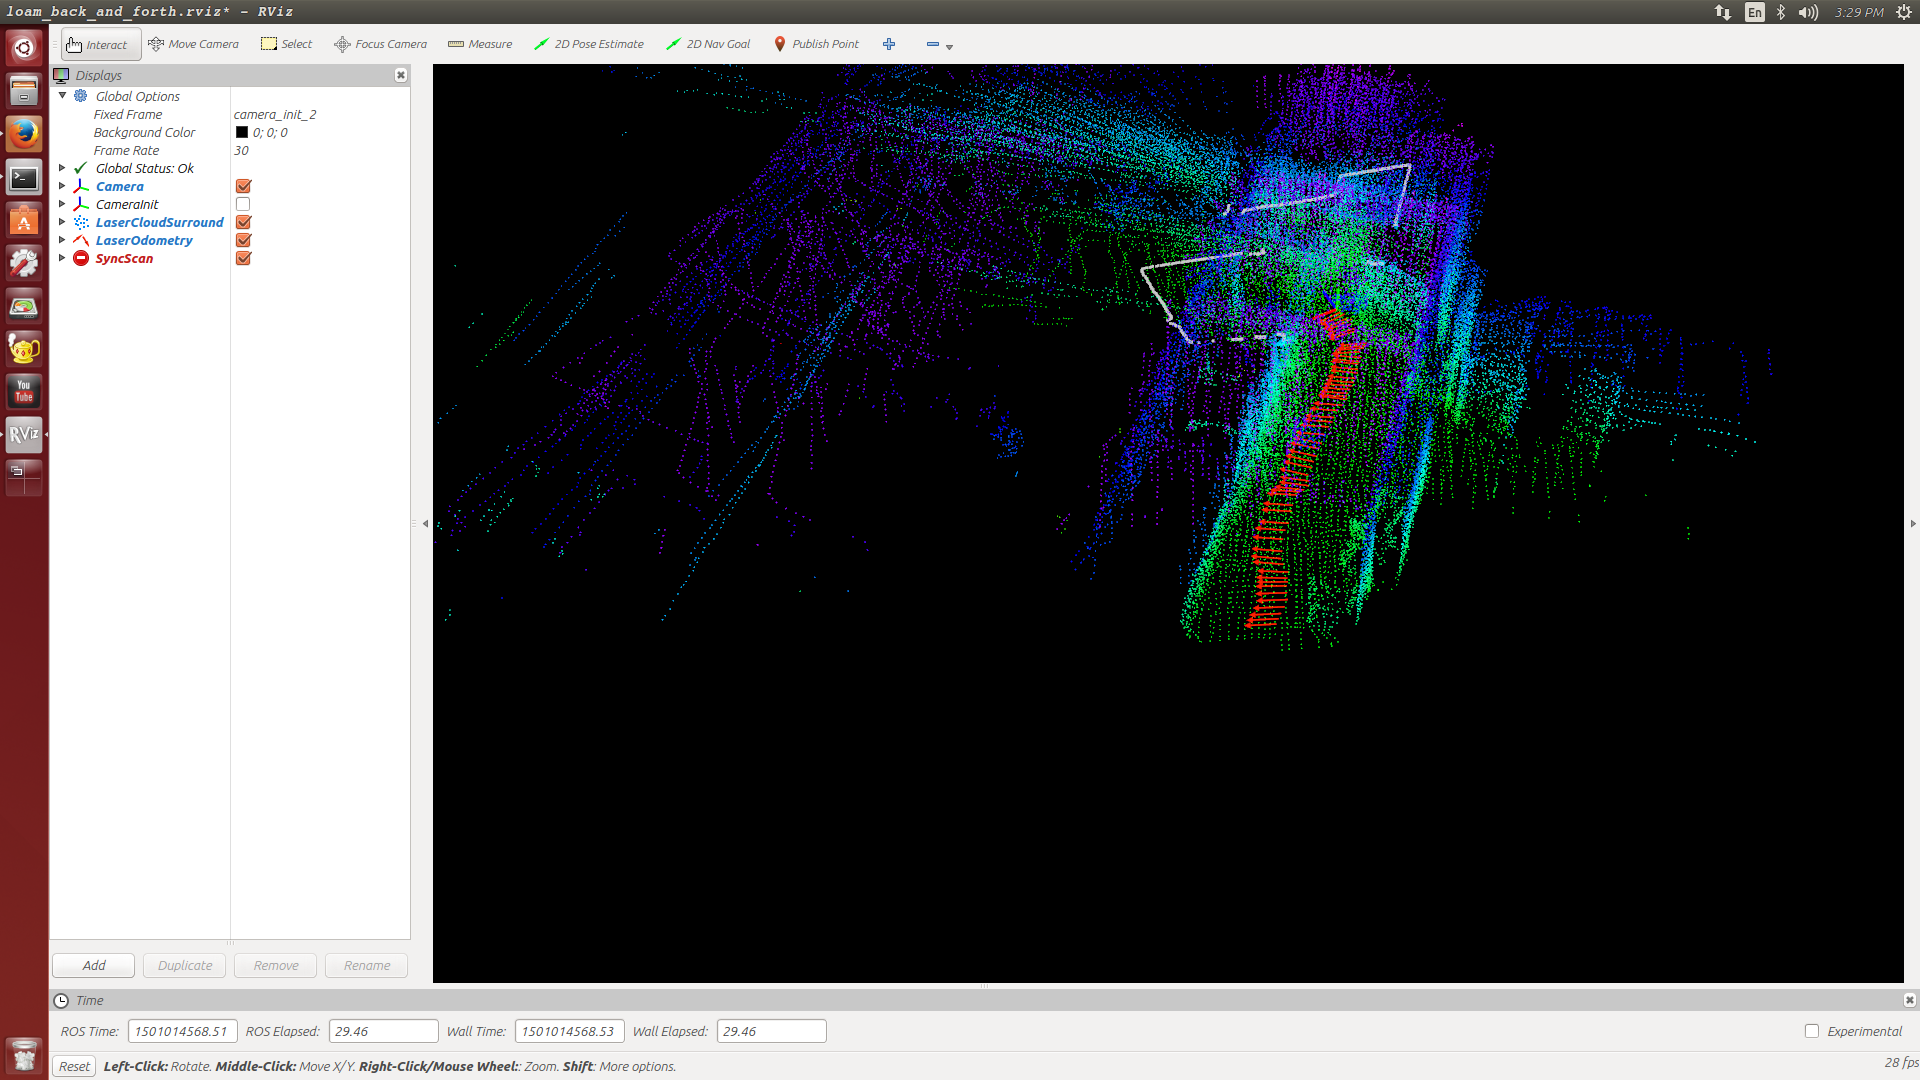 loam_back_and_forth.rviz* - RViz
En
3:29 PM
Interact
Move Camera
Select
Focus Camera
Measure
2D Pose Estimate
2D Nav Goal
Publish Point
Displays
Global Options
Fixed Frame camera_init_2
Background Color 0; 0; 0
Frame Rate 30
Global Status: Ok
Camera
CameraInit
LaserCloudSurround
LaserOdometry
SyncScan
You
Tube
RViz
Add
Duplicate
Remove
Rename
Time
ROS Time: 1501014568.51 ROS Elapsed: 29.46 Wall Time: 1501014568.53 Wall Elapsed: 29.46 Experimental
Reset Left-Click: Rotate. Middle-Click: Move X/Y. Right-Click/Mouse Wheel:: Zoom. Shift: More options. 28 fps